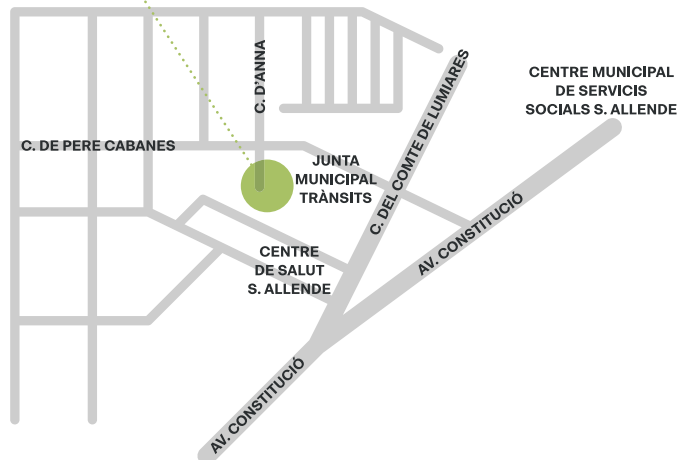 C. D'ANNA
CENTRE MUNICIPAL
DE SERVICIS
SOCIALS S. ALLENDE
C. DE PERE CABANES
JUNTA
MUNICIPAL
TRÀNSITS
C. DEL COMTE DE LUMIARES
AV. CONSTITUCIÓ
CENTRE
DE SALUT
S. ALLENDE
AV. CONSTITUCIÓ